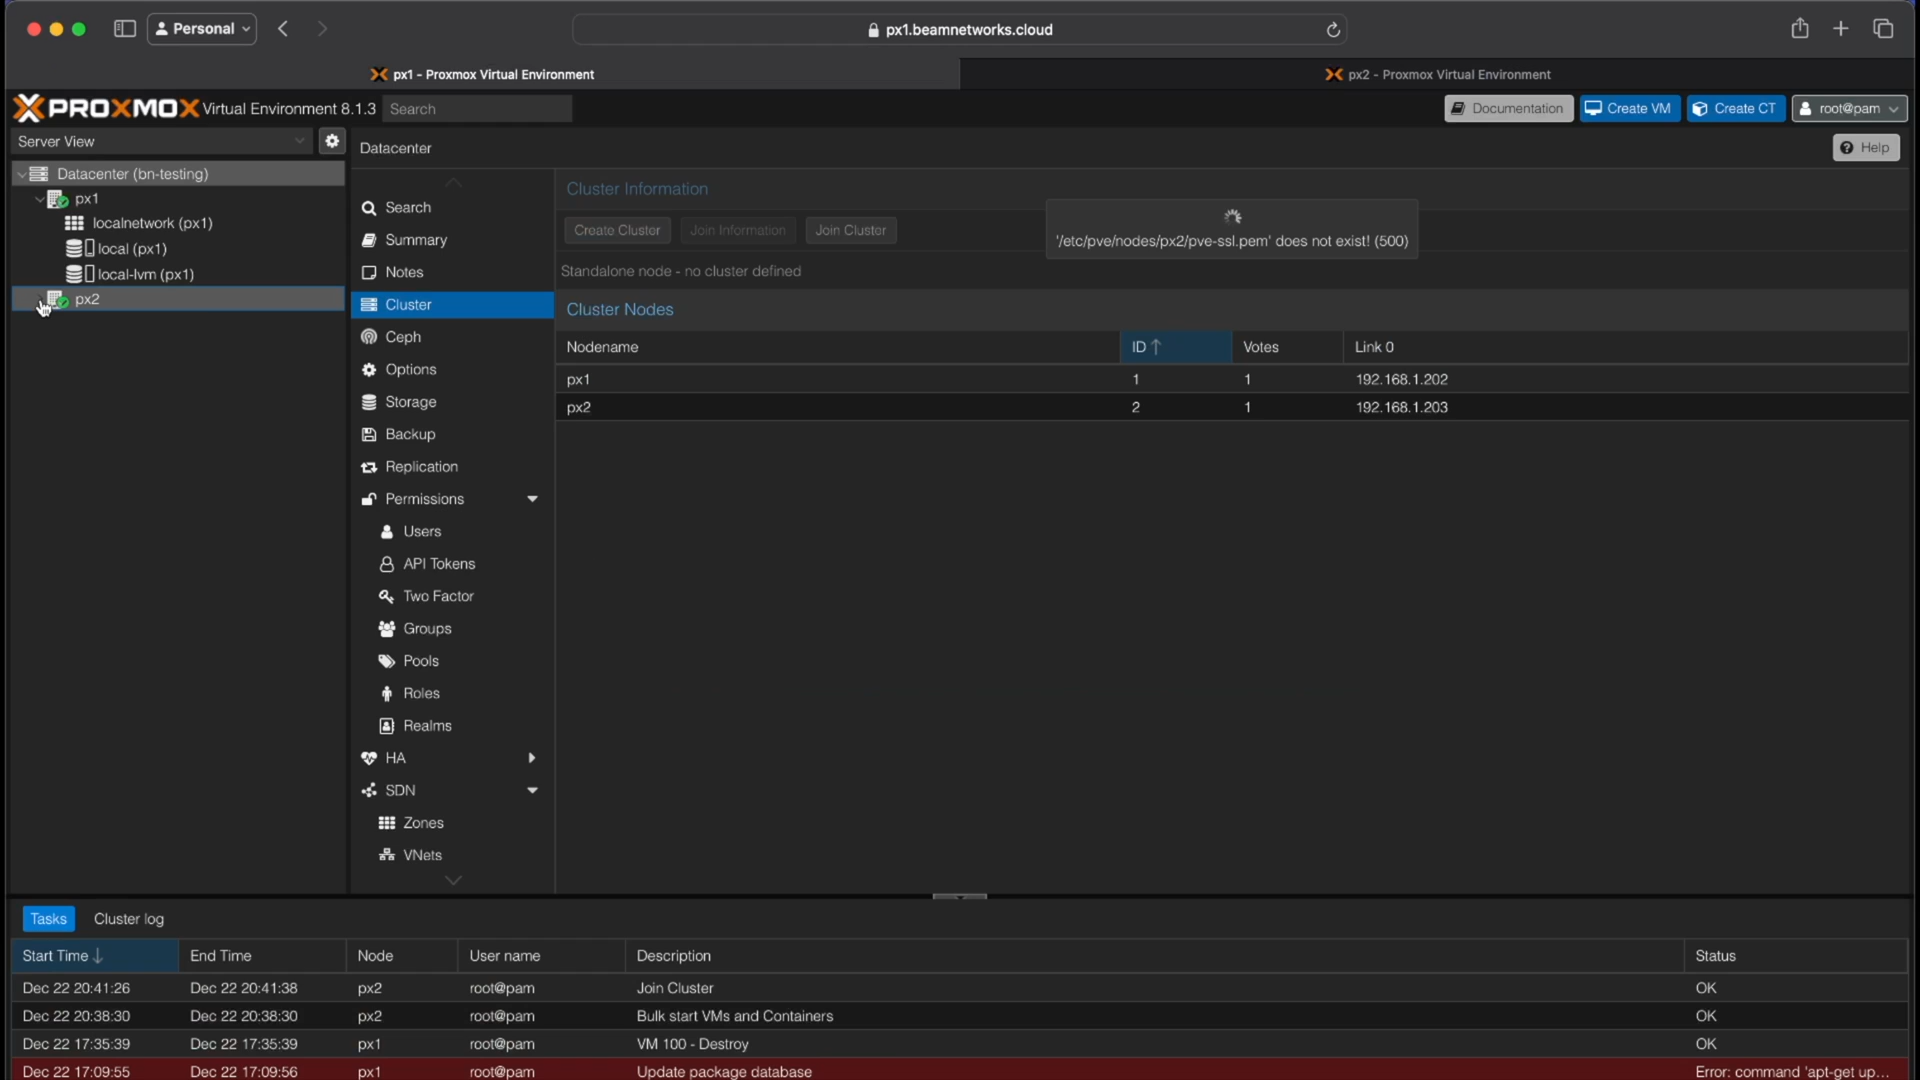 Personal
px1.beamnetworks.cloud
px1 - Proxmox Virtual Environment
px2 - Proxmox Virtual Environment
PROXMOX Virtual Environment 8.1.3
Search
Documentation
Create VM
Create CT
root@pam
Server View
Datacenter
Help
Datacenter (bn-testing)
px1
localnetwork (px1)
local (px1)
local-lvm (px1)
px2
Search
Summary
Notes
Cluster
Ceph
Options
Storage
Backup
Replication
Permissions
Users
API Tokens
Two Factor
Groups
Pools
Roles
Realms
HA
SDN
Zones
VNets
Cluster Information
Create Cluster
Join Information
Join Cluster
'/etc/pve/nodes/px2/pve-ssl.pem' does not exist! (500)
Standalone node - no cluster defined
Cluster Nodes
Nodename ID Votes Link 0
px1 1 1 192.168.1.202
px2 2 1 192.168.1.203
Tasks
Cluster log
Start Time End Time Node User name Description Status
Dec 22 20:41:26 Dec 22 20:41:38 px2 root@pam Join Cluster OK
Dec 22 20:38:30 Dec 22 20:38:30 px2 root@pam Bulk start VMs and Containers OK
Dec 22 17:35:39 Dec 22 17:35:39 px1 root@pam VM 100 - Destroy OK
Dec 22 17:09:55 Dec 22 17:09:56 px1 root@pam Update package database Error: command 'apt-get up...